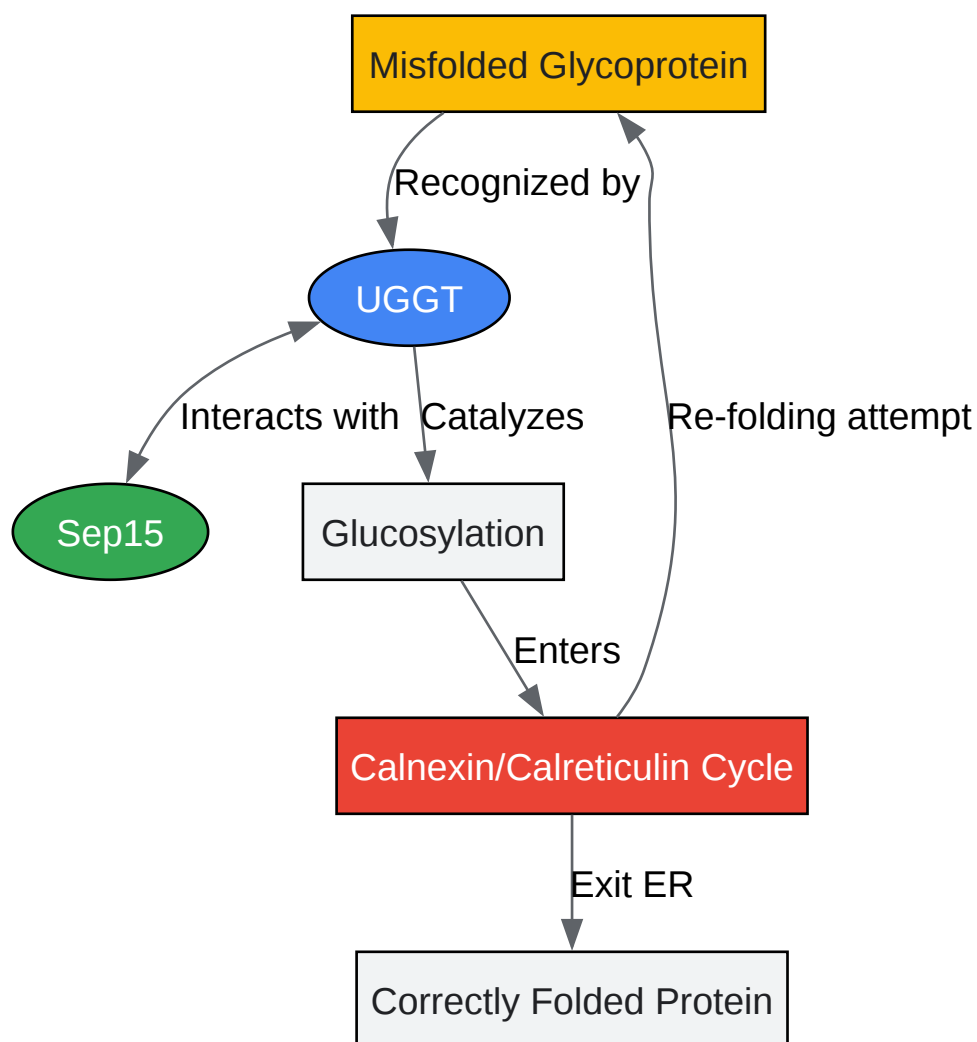 Misfolded Glycoprotein
Recognized by
UGGT
Interacts with
Catalyzes
Re-folding attempt
Sep15
Glucosylation
Enters
Calnexin/Calreticulin Cycle
Exit ER
Correctly Folded Protein